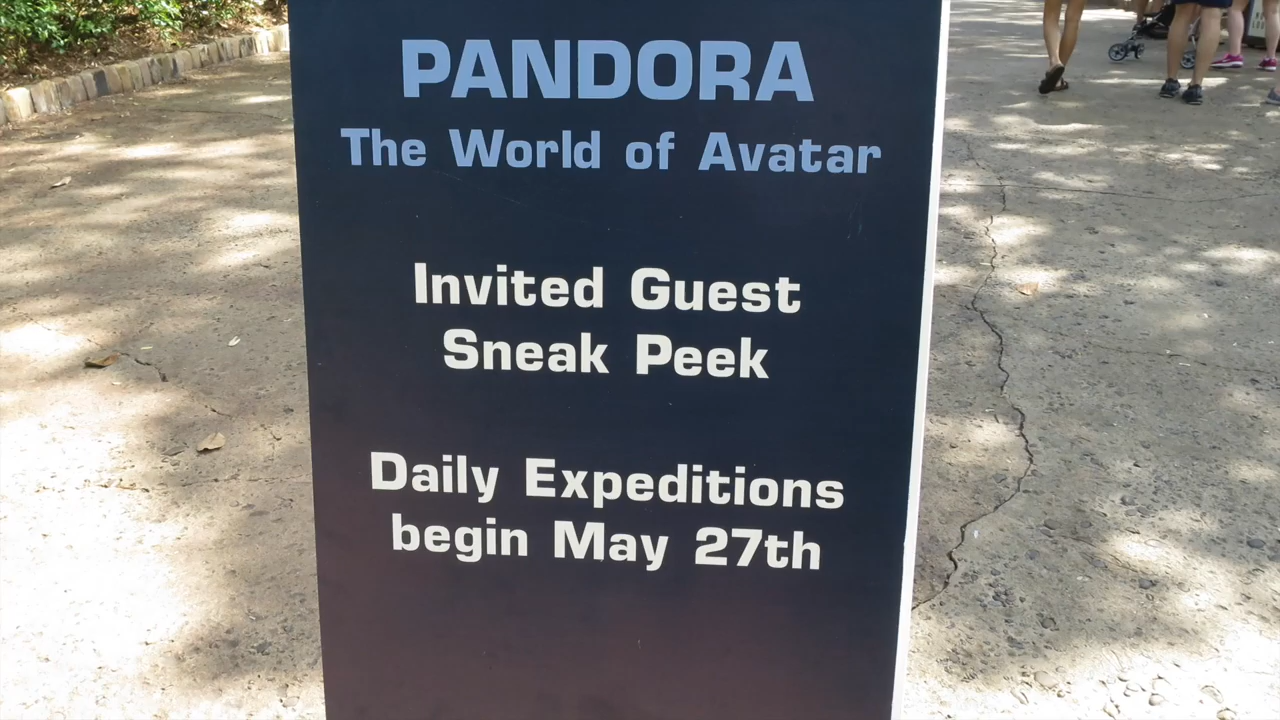 PANDORA
The World of Avatar
Invited Guest
Sneak Peek
Daily Expeditions
begin May 27th